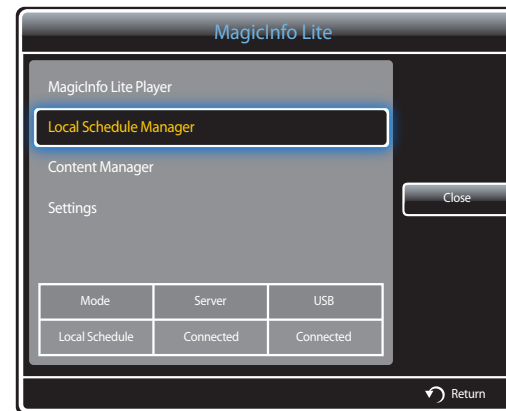 MagicInfo Lite
MagicInfo Lite Player
Local Schedule Manager
Content Manager
Settings
Close
Mode Server USB
Local Schedule Connected Connected
Return